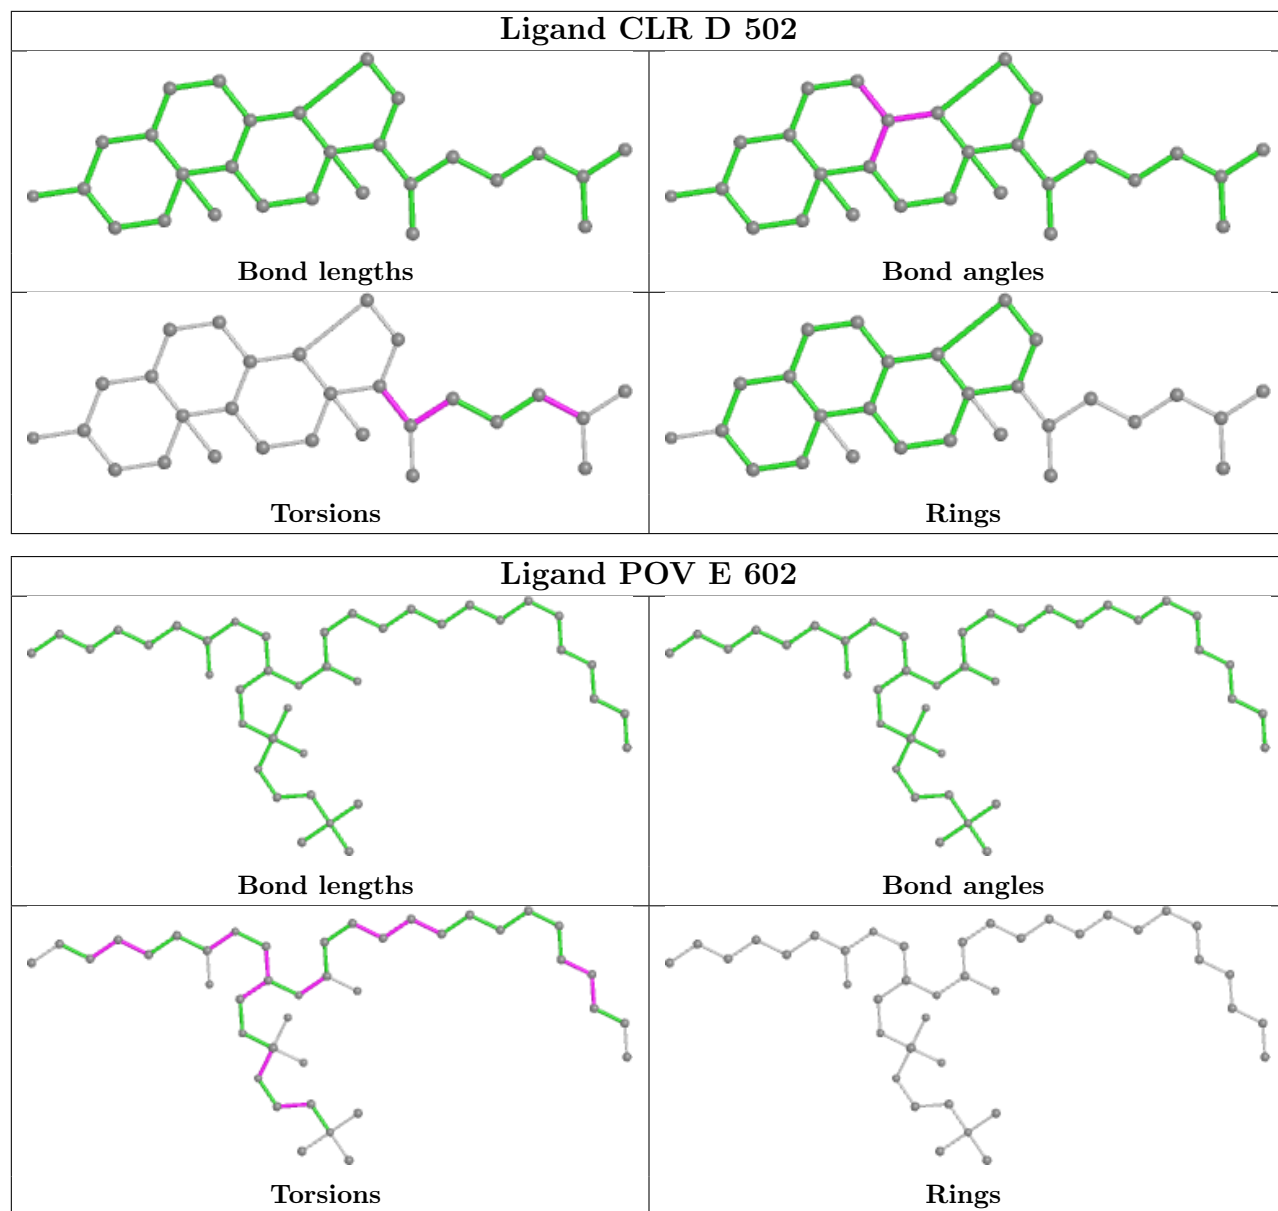 Ligand CLR D 502
Bond lengths
Bond angles
Torsions
Rings
Ligand POV E 602
Bond lengths
Bond angles
Torsions
Rings